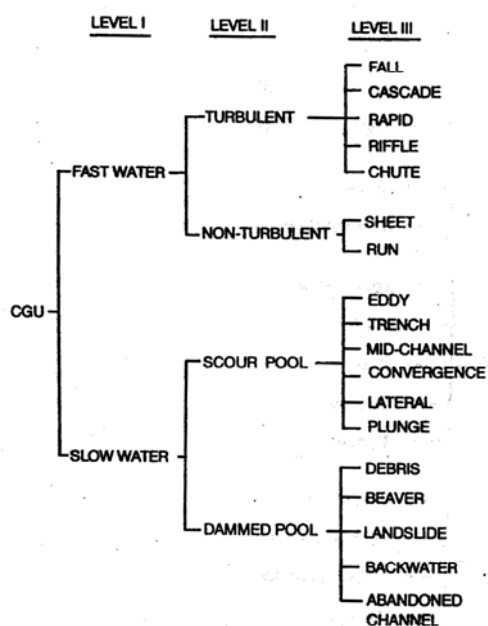 LEVEL I LEVEL II LEVEL III
FALL
CASCADE
TURBULENT
RAPID
RIFFLE
FAST WATER
CHUTE
SHEET
NON-TURBULENT
RUN
EDDY
CGU
TRENCH
MID-CHANNEL
SCOUR POOL
CONVERGENCE
LATERAL
PLUNGE
SLOW WATER
DEBRIS
BEAVER
DAMMED POOL
LANDSLIDE
BACKWATER
ABANDONED
CHANNEL